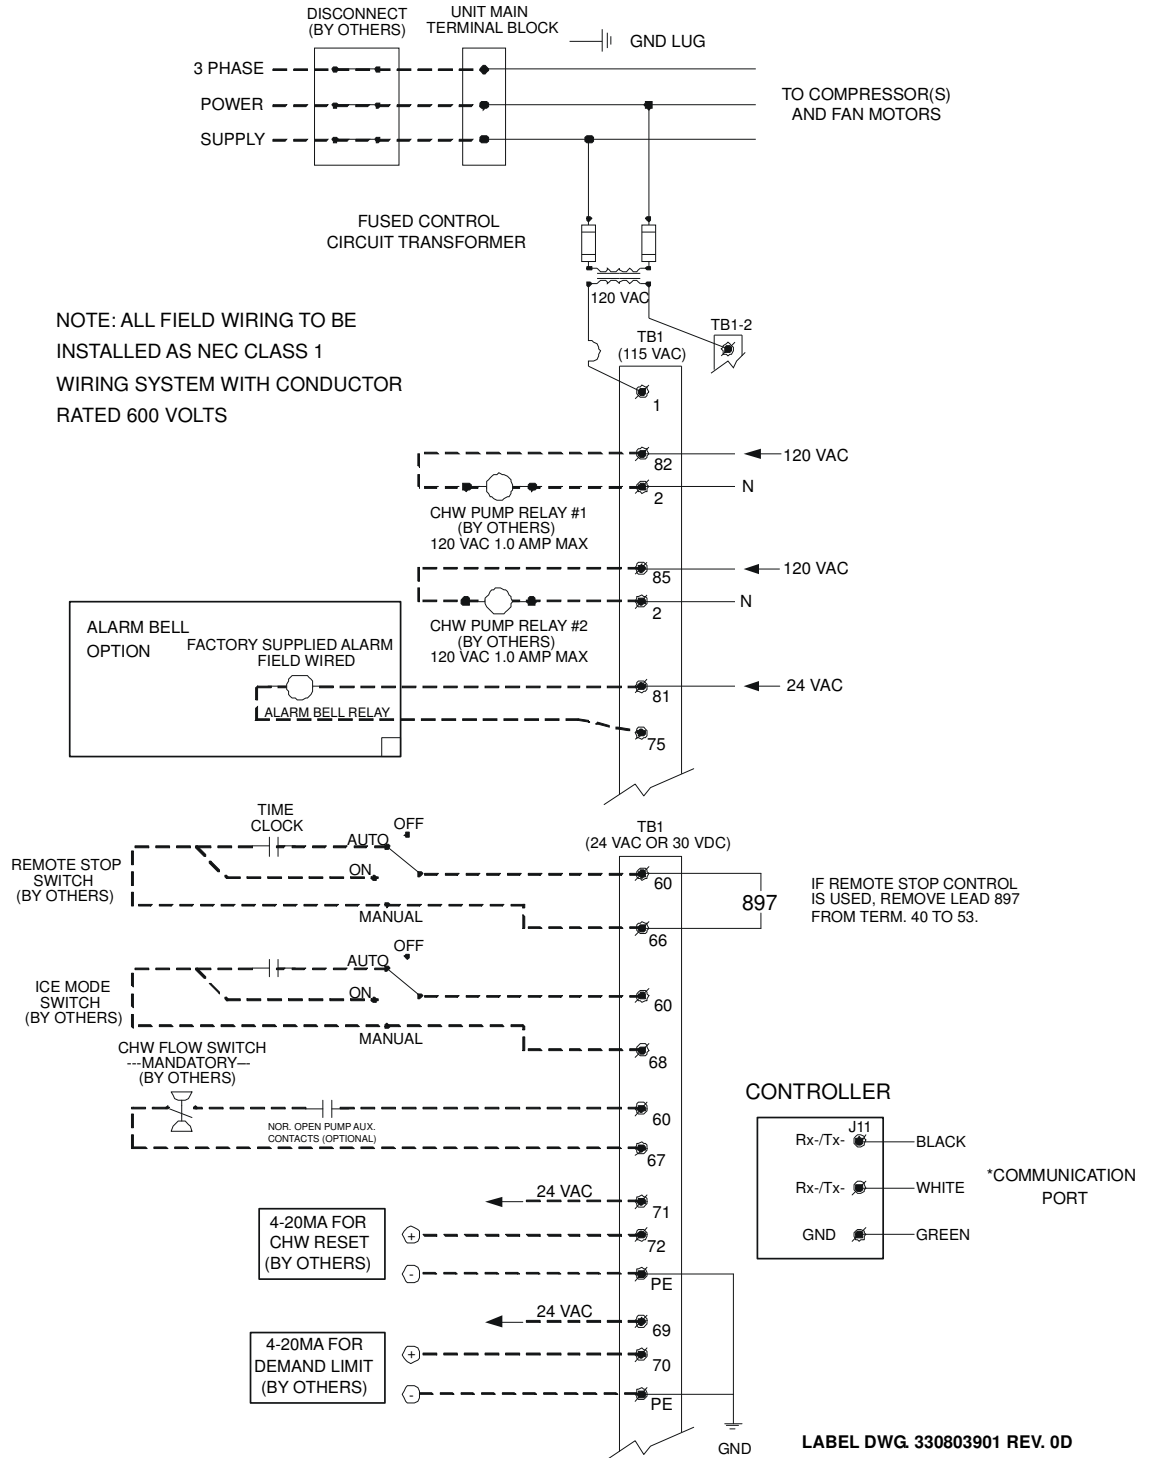 DISCONNECT
(BY OTHERS)
UNIT MAIN
TERMINAL BLOCK
GND LUG
3 PHASE
POWER
SUPPLY
TO COMPRESSOR(S)
AND FAN MOTORS
FUSED CONTROL
CIRCUIT TRANSFORMER
120 VAC
NOTE: ALL FIELD WIRING TO BE
INSTALLED AS NEC CLASS 1
WIRING SYSTEM WITH CONDUCTOR
RATED 600 VOLTS
TB1-2
TB1
(115 VAC)
1
82
120 VAC
2
N
CHW PUMP RELAY #1
(BY OTHERS)
120 VAC 1.0 AMP MAX
85
120 VAC
2
N
CHW PUMP RELAY #2
(BY OTHERS)
120 VAC 1.0 AMP MAX
ALARM BELL
OPTION
FACTORY SUPPLIED ALARM
FIELD WIRED
ALARM BELL RELAY
81
24 VAC
75
TIME
CLOCK
OFF
AUTO
ON
MANUAL
REMOTE STOP
SWITCH
(BY OTHERS)
TB1
(24 VAC OR 30 VDC)
60
897
66
IF REMOTE STOP CONTROL
IS USED, REMOVE LEAD 897
FROM TERM. 40 TO 53.
OFF
AUTO
ON
MANUAL
ICE MODE
SWITCH
(BY OTHERS)
60
68
CHW FLOW SWITCH
---MANDATORY---
(BY OTHERS)
NOR. OPEN PUMP AUX.
CONTACTS (OPTIONAL)
60
67
CONTROLLER
J11
Rx-/Tx-
BLACK
Rx-/Tx-
WHITE
GND
GREEN
*COMMUNICATION
PORT
24 VAC
71
4-20MA FOR
CHW RESET
(BY OTHERS)
+
72
-
PE
24 VAC
69
4-20MA FOR
DEMAND LIMIT
(BY OTHERS)
+
70
-
PE
GND
LABEL DWG. 330803901 REV. 0D